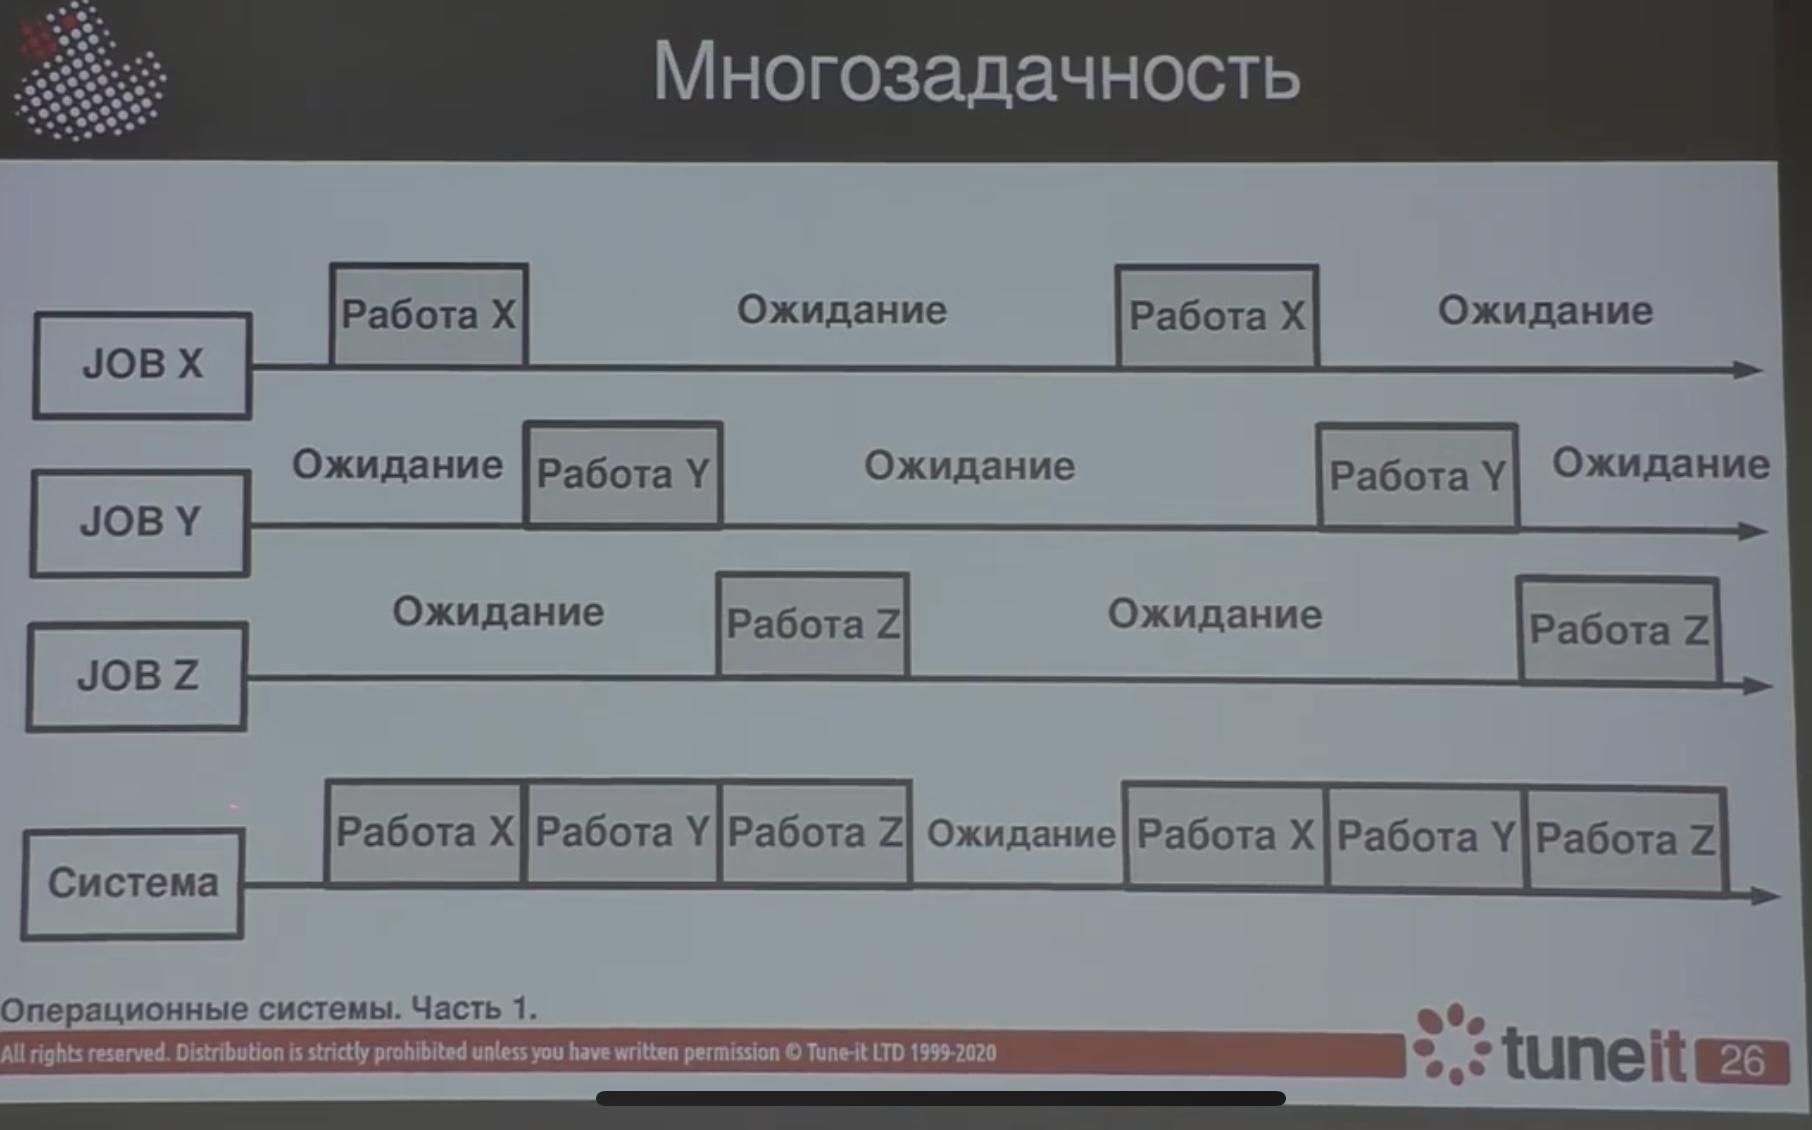 Многозадачность
Работа X Ожидание Работа X Ожидание
JOB X
Ожидание Работа Y Ожидание Работа Y Ожидание
JOB Y
Ожидание Работа Z Ожидание Работа Z
JOB Z
Работа X Работа Y Работа Z Ожидание Работа X Работа Y Работа Z
Система
Операционные системы. Часть 1.
All rights reserved. Distribution is strictly prohibited unless you have written permission © Tune-it LTD 1999-2020
tuneit 26